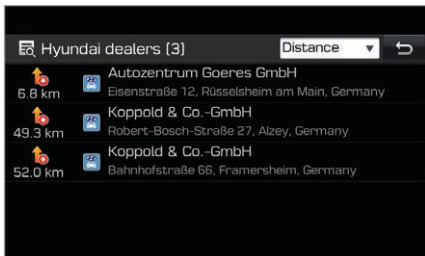 Hyundai dealers (3) Distance
Autozentrum Goeres GmbH
6.8 km Eisenstraße 12, Rüsselsheim am Main, Germany
Koppold & Co.-GmbH
49.3 km Robert-Bosch-Straße 27, Alzey, Germany
Koppold & Co.-GmbH
52.0 km Bahnhofstraße 66, Framersheim, Germany